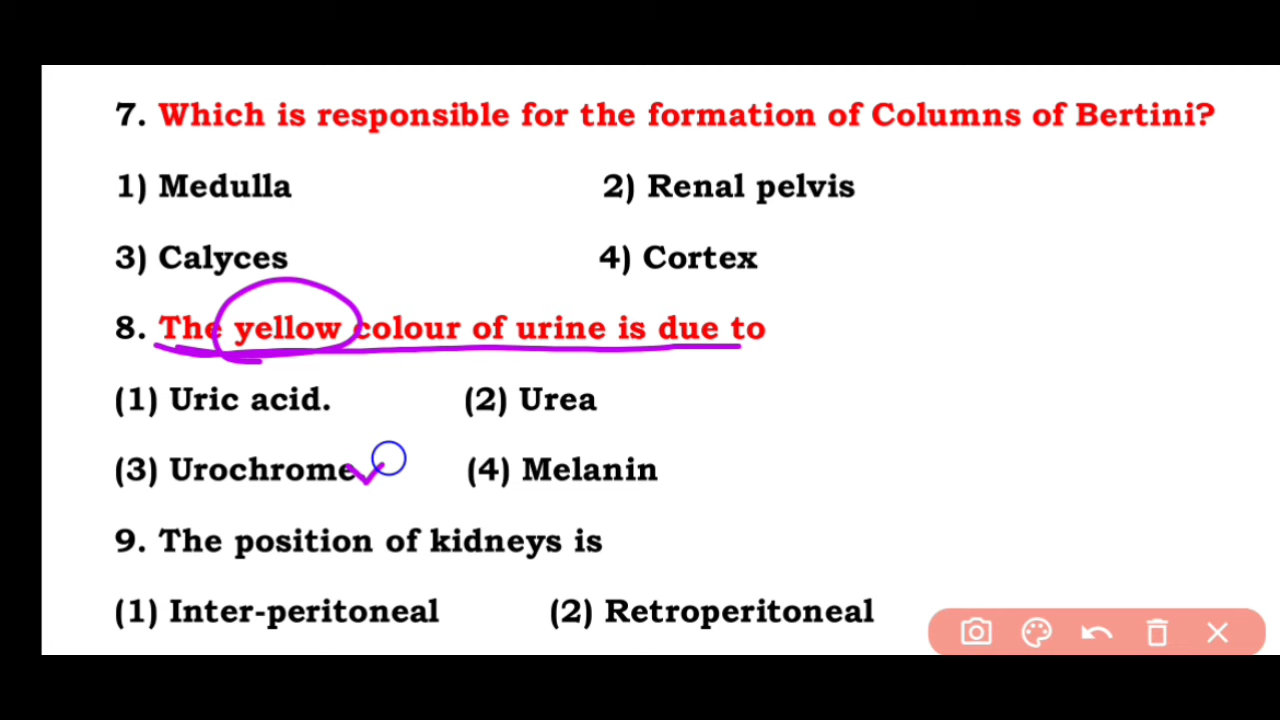 7. Which is responsible for the formation of Columns of Bertini?
1) Medulla 2) Renal pelvis
3) Calyces 4) Cortex
8. The yellow colour of urine is due to
(1) Uric acid. (2) Urea
(3) Urochrome (4) Melanin
9. The position of kidneys is
(1) Inter-peritoneal (2) Retroperitoneal